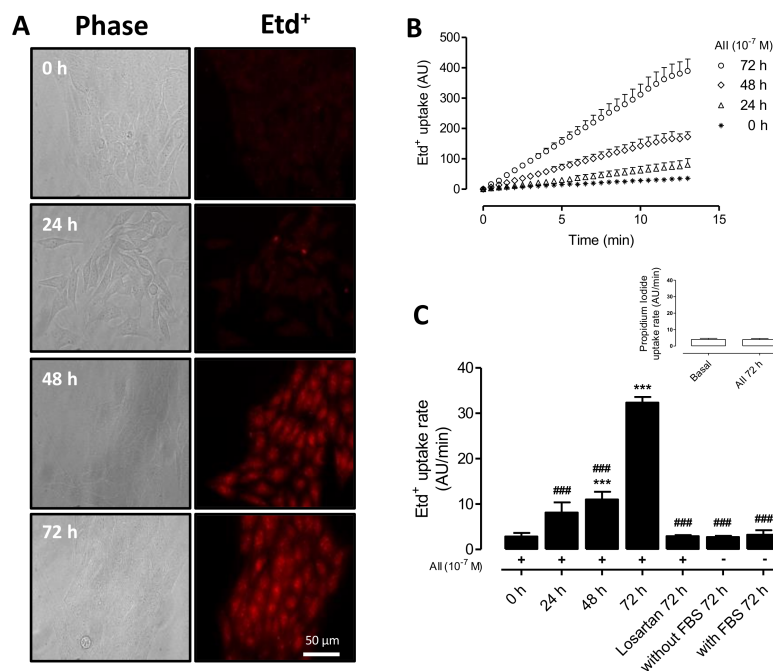 A
Phase
Etd⁺
0 h
24 h
48 h
72 h
50 µm
B
Etd⁺ uptake (AU)
500
400
300
200
100
0
0
5
10
15
Time (min)
AII (10⁻⁷ M)
72 h
48 h
24 h
0 h
C
Propidium Iodide
uptake rate (AU/min)
40
30
20
10
0
Basal
AII 72 h
Etd⁺ uptake rate
(AU/min)
40
30
20
10
0
###
###
***
***
###
###
###
AII (10⁻⁷ M)
+ + + + + - -
0 h
24 h
48 h
72 h
Losartan 72 h
without FBS 72 h
with FBS 72 h